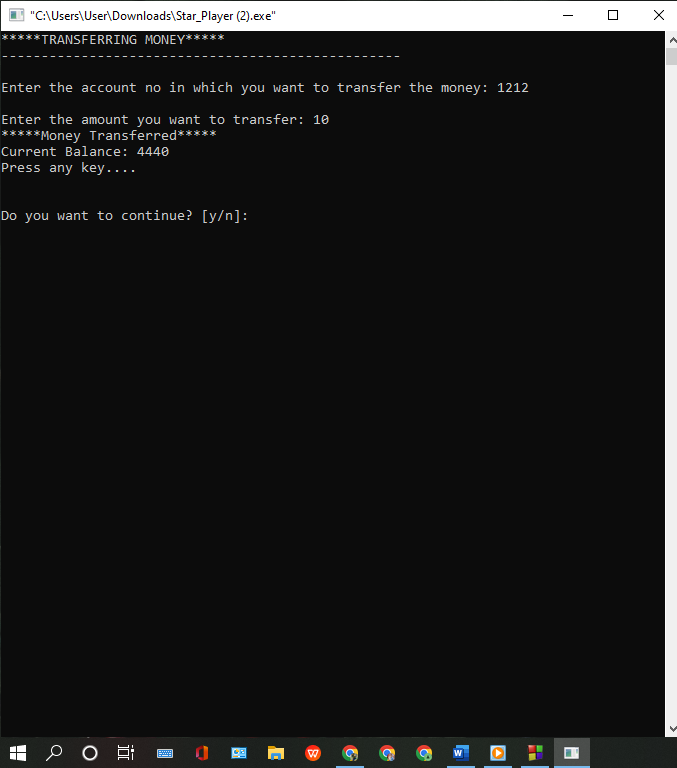 "C:\Users\User\Downloads\Star_Player (2).exe"
*****TRANSFERRING MONEY*****
--------------------------------------------------
Enter the account no in which you want to transfer the money: 1212
Enter the amount you want to transfer: 10
*****Money Transferred*****
Current Balance: 4440
Press any key....
Do you want to continue? [y/n]: